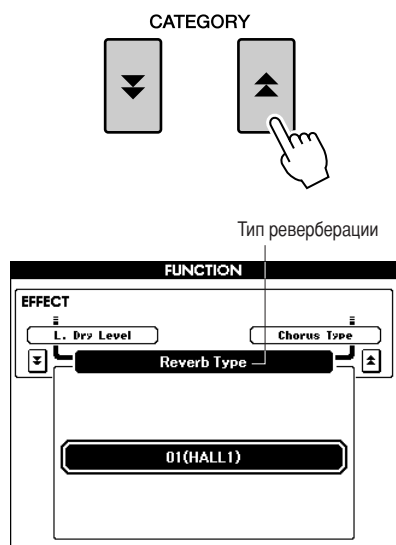 CATEGORY
Тип реверберации
FUNCTION
EFFECT
L. Dry Level
Chorus Type
Reverb Type
01(HALL1)